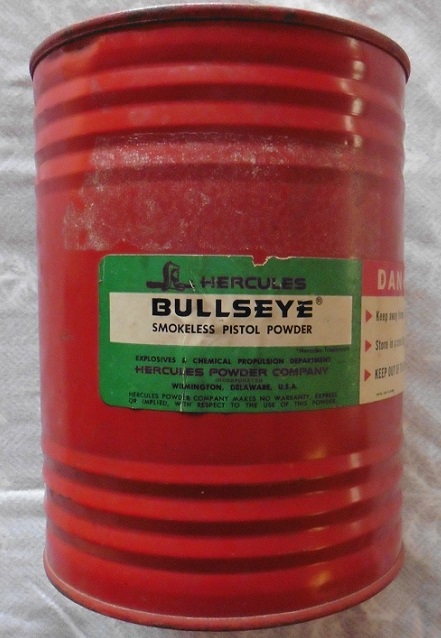 HERCULES
BULLSEYE®
SMOKELESS PISTOL POWDER
EXPLOSIVES & CHEMICAL PROPULSION DEPARTMENT
HERCULES POWDER COMPANY
INCORPORATED
WILMINGTON, DELAWARE, U.S.A.
HERCULES POWDER COMPANY MAKES NO WARRANTY, EXPRESS
OR IMPLIED, WITH RESPECT TO THE USE OF THIS POWDER.
DAN
Keep away
Store in a
KEEP OUT OF